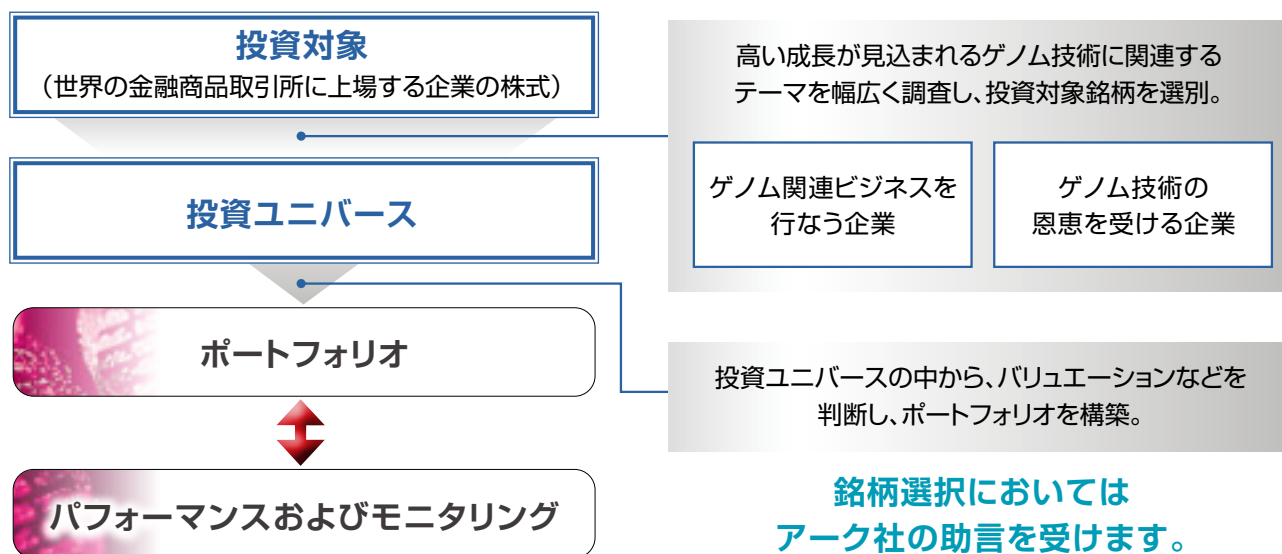 投資対象
（世界の金融商品取引所に上場する企業の株式）
高い成長が見込まれるゲノム技術に関連する
テーマを幅広く調査し、投資対象銘柄を選別。
ゲノム関連ビジネスを
行なう企業
ゲノム技術の
恩恵を受ける企業
投資ユニバース
ポートフォリオ
投資ユニバースの中から、バリュエーションなどを
判断し、ポートフォリオを構築。
パフォーマンスおよびモニタリング
銘柄選択においては
アーク社の助言を受けます。